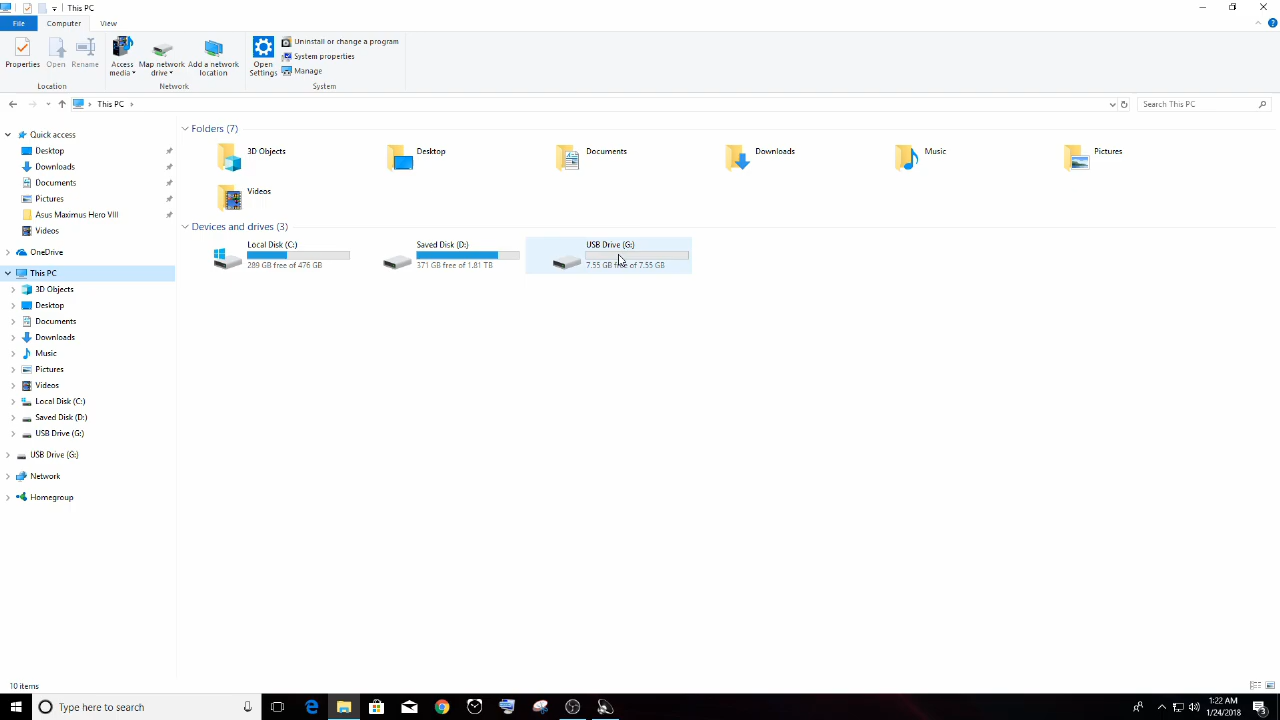 This PC
File
Computer
View
Properties
Open
Rename
Access media
Map network drive
Add a network location
Open Settings
Uninstall or change a program
System properties
Manage
Location
Network
System
This PC
Search This PC
Quick access
Desktop
Downloads
Documents
Pictures
Asus Maximus Hero VIII
Videos
OneDrive
This PC
3D Objects
Desktop
Documents
Downloads
Music
Pictures
Videos
Local Disk (C:)
Saved Disk (D:)
USB Drive (G:)
USB Drive (G:)
Network
Homegroup
Folders (7)
3D Objects
Desktop
Documents
Downloads
Music
Pictures
Videos
Devices and drives (3)
Local Disk (C:)
289 GB free of 476 GB
Saved Disk (D:)
371 GB free of 1.81 TB
USB Drive (G:)
7.55 GB free of 7.55 GB
10 items
Type here to search
1:22 AM
1/24/2018
3